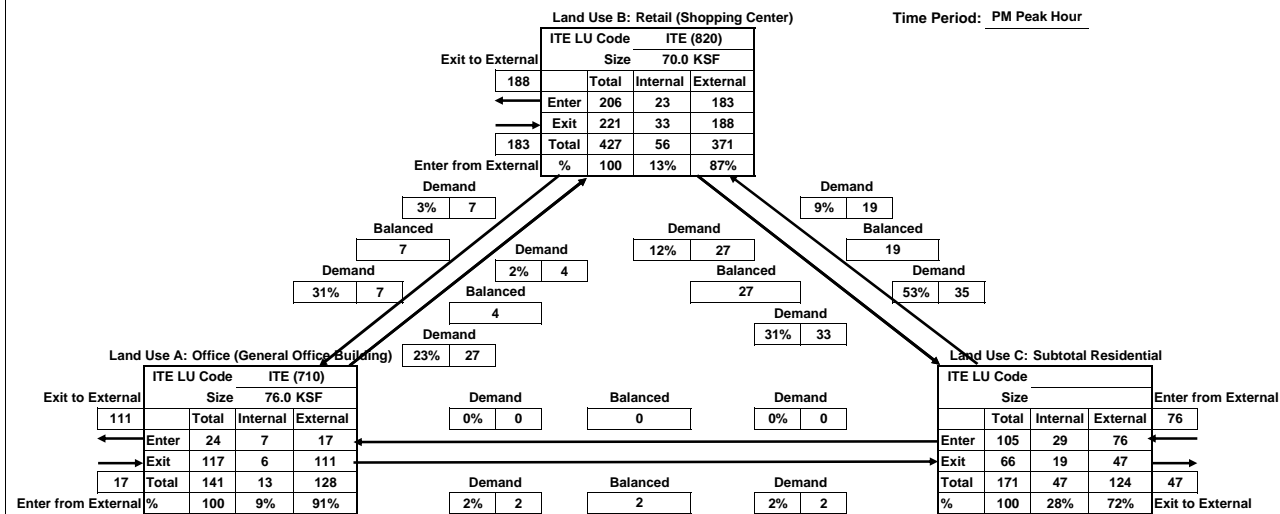 Land Use B: Retail (Shopping Center)
Time Period: PM Peak Hour
ITE LU Code ITE (820)
Exit to External Size 70.0 KSF
188 Total Internal External
Enter 206 23 183
Exit 221 33 188
183 Total 427 56 371
Enter from External % 100 13% 87%
Demand Demand
3% 7 9% 19
Balanced Demand Balanced
7 12% 27 19
Demand Demand Balanced Demand
31% 7 2% 4 27 53% 35
Balanced Demand
4 31% 33
Demand
Land Use A: Office (General Office Building) 23% 27 Land Use C: Subtotal Residential
ITE LU Code ITE (710) ITE LU Code
Exit to External Size 76.0 KSF Demand Balanced Demand Size Enter from External
111 Total Internal External 0% 0 0 0% 0 Total Internal External 76
Enter 24 7 17 Enter 105 29 76
Exit 117 6 111 Exit 66 19 47
17 Total 141 13 128 Demand Balanced Demand Total 171 47 124 47
Enter from External % 100 9% 91% 2% 2 2 2% 2 % 100 28% 72% Exit to External